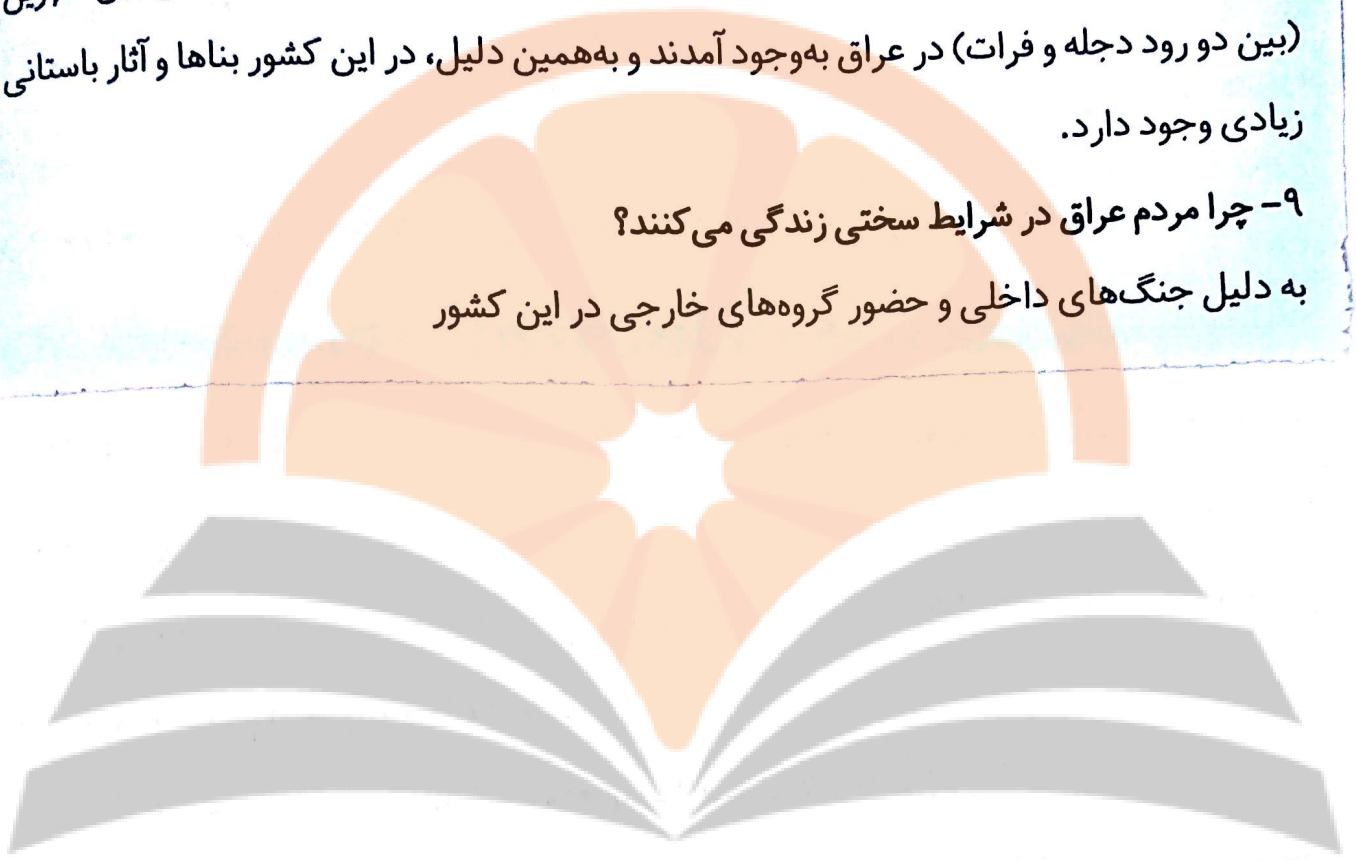 (بین دو رود دجله و فرات) در عراق به‌وجود آمدند و به‌همین دلیل، در این کشور بناها و آثار باستانی
زیادی وجود دارد.
۹- چرا مردم عراق در شرایط سختی زندگی می‌کنند؟
به دلیل جنگ‌های داخلی و حضور گروه‌های خارجی در این کشور